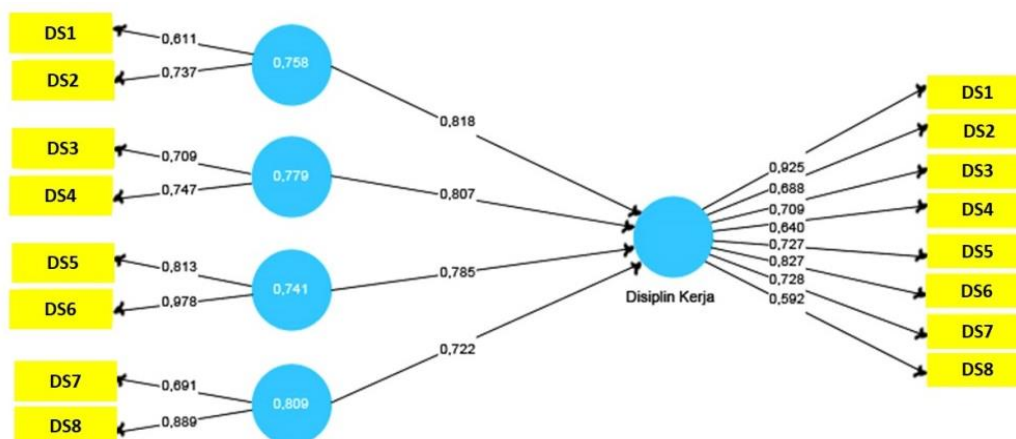 DS1
0,611
DS2
0,737
0,758
0,818
DS3
0,709
DS4
0,747
0,779
0,807
DS5
0,813
DS6
0,978
0,741
0,785
DS7
0,691
DS8
0,889
0,809
0,722
Disiplin Kerja
0,925
0,688
0,709
0,640
0,727
0,827
0,728
0,592
DS1
DS2
DS3
DS4
DS5
DS6
DS7
DS8